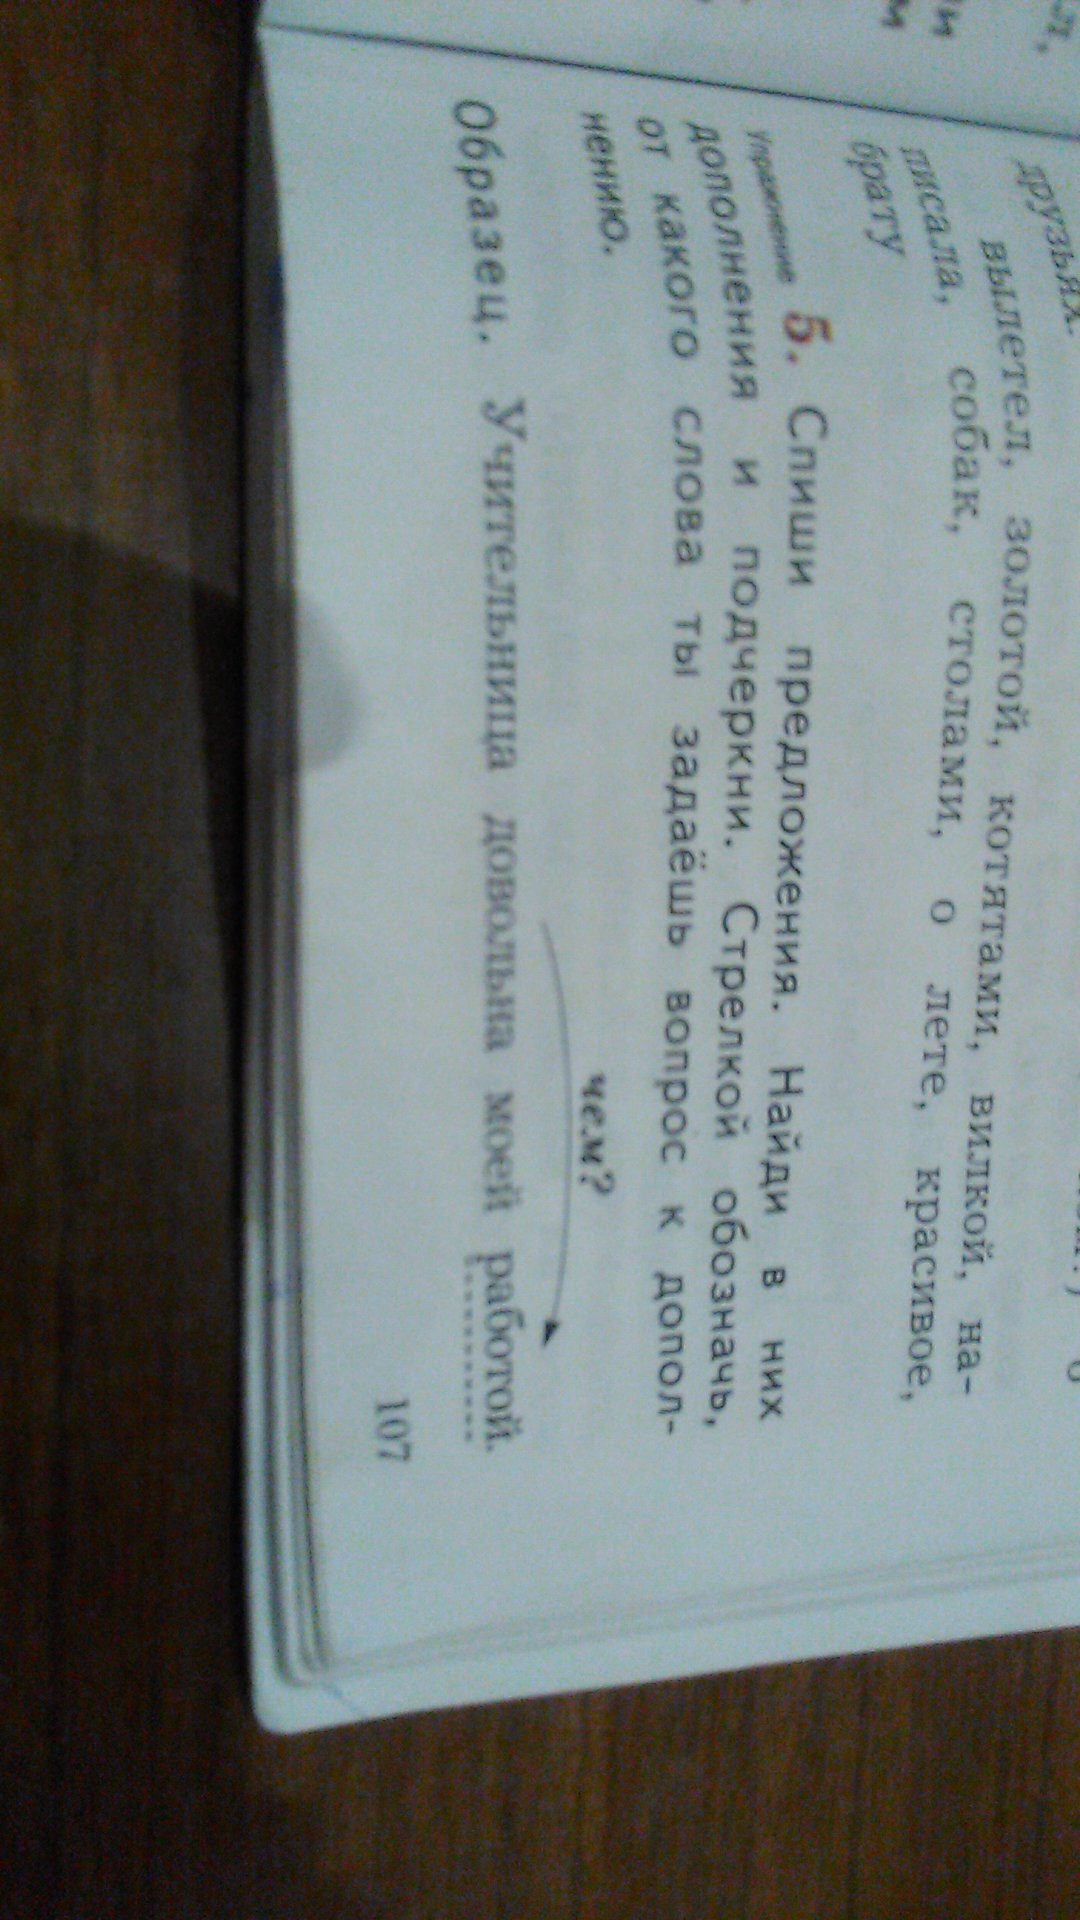 друзьях.
вылетел, золотой, котятами, вилкой, на-
писала, собак, столами, о лете, красивое,
брату
Упражнение 5. Спиши предложения. Найди в них
дополнения и подчеркни. Стрелкой обозначь,
от какого слова ты задаёшь вопрос к допол-
нению.
чем?
Образец. Учительница довольна моей работой.
107